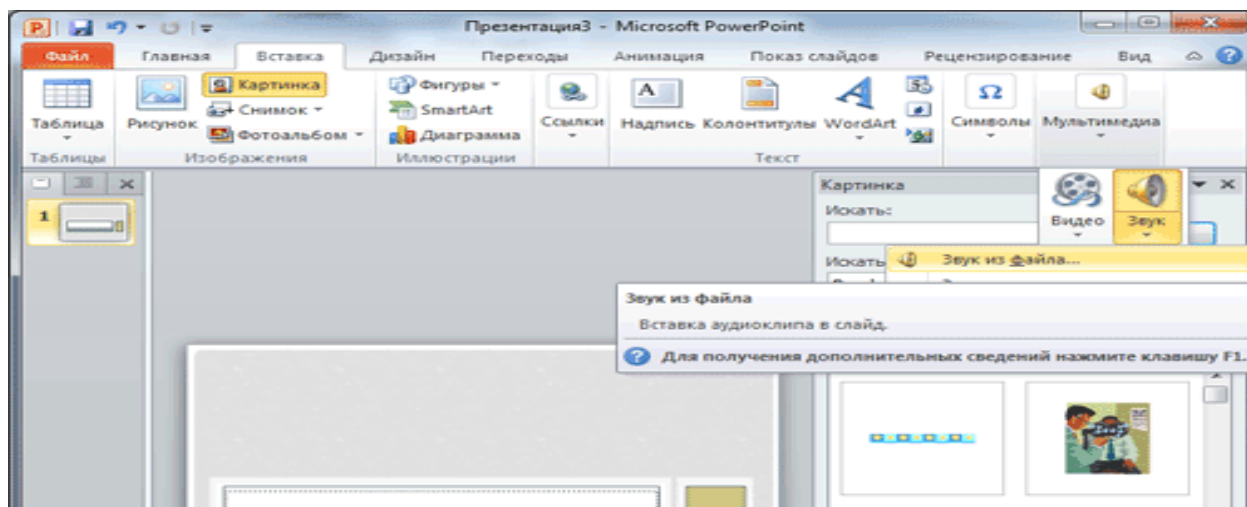 Презентация3 - Microsoft PowerPoint
Файл Главная Вставка Дизайн Переходы Анимация Показ слайдов Рецензирование Вид
Таблица
Рисунок
Картинка
Снимок
Фотоальбом
Фигуры
SmartArt
Диаграмма
Ссылки
Надпись Колонтитулы WordArt
Символы Мультимедиа
Таблицы Изображения Иллюстрации Текст
1
Картинка
Искать:
Видео Звук
Искать
Звук из файла...
Звук из файла
Вставка аудиоклипа в слайд.
Для получения дополнительных сведений нажмите клавишу F1.